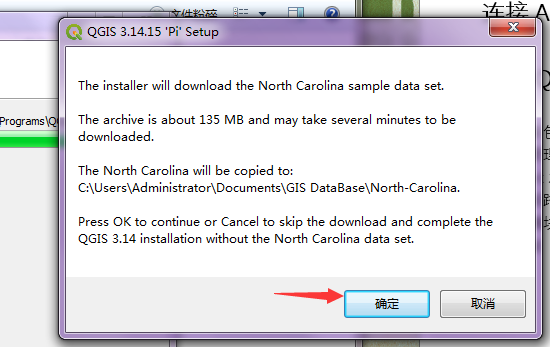 文件粉碎
连接 A
QGIS 3.14.15 'Pi' Setup
The installer will download the North Carolina sample data set.
The archive is about 135 MB and may take several minutes to be
downloaded.
Programs\QG
The North Carolina will be copied to:
C:\Users\Administrator\Documents\GIS DataBase\North-Carolina.
Press OK to continue or Cancel to skip the download and complete the
QGIS 3.14 installation without the North Carolina data set.
确定
取消